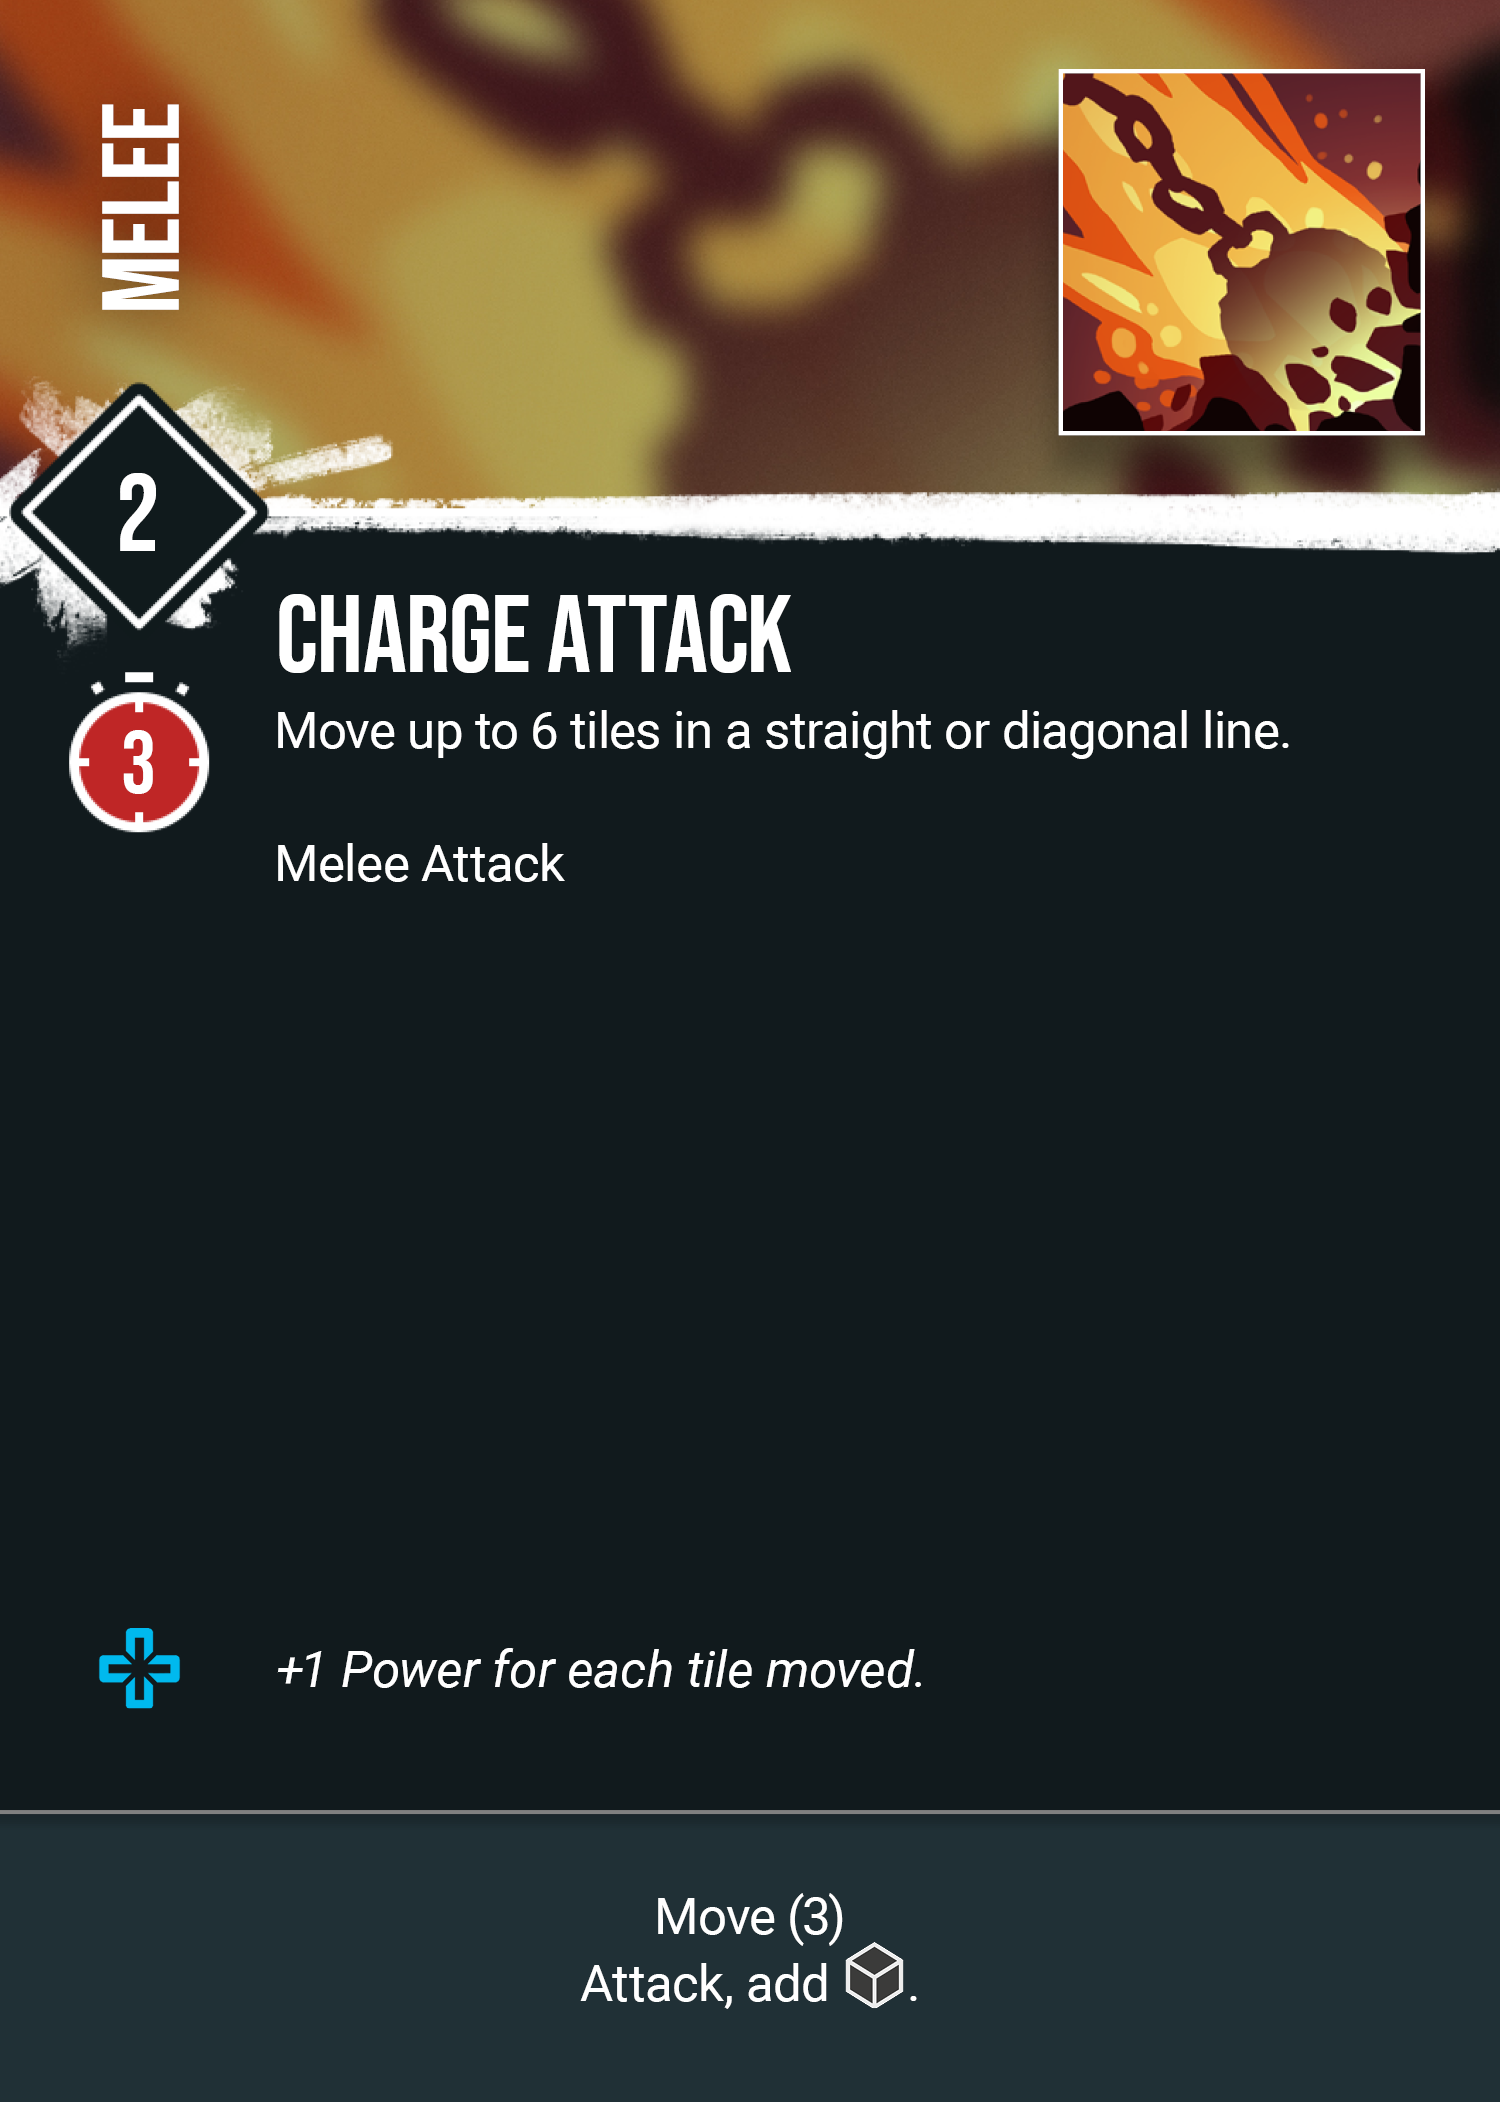 MELEE
2
CHARGE ATTACK
3
Move up to 6 tiles in a straight or diagonal line.
Melee Attack
+1 Power for each tile moved.
Move (3)
Attack, add .